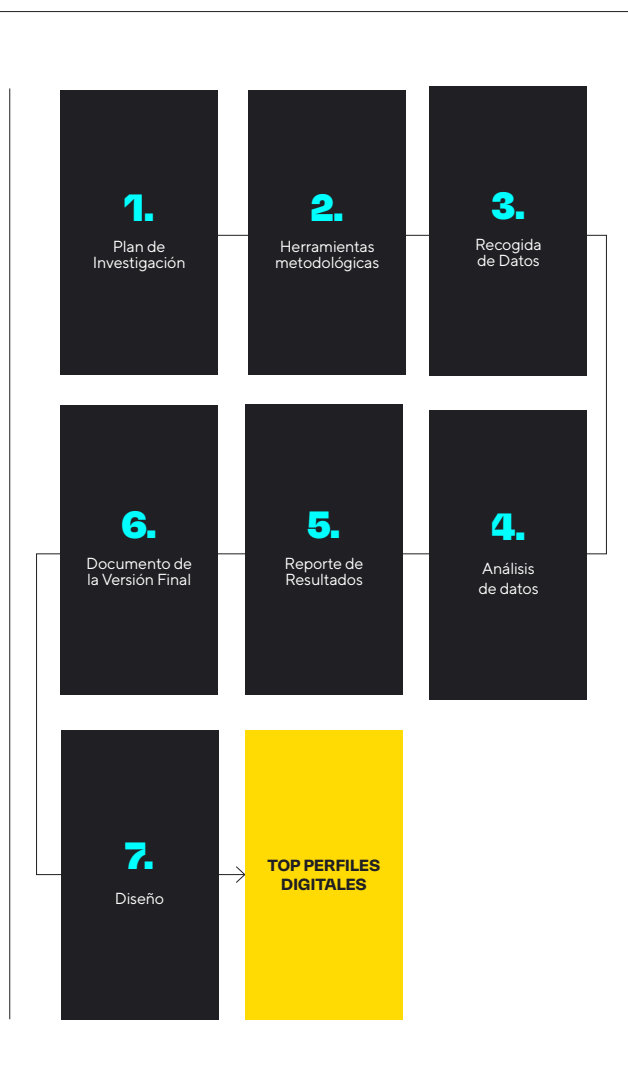 1.
Plan de
Investigación
2.
Herramientas
metodológicas
3.
Recogida
de Datos
4.
Análisis
de datos
5.
Reporte de
Resultados
6.
Documento de
la Versión Final
7.
Diseño
TOP PERFILES
DIGITALES